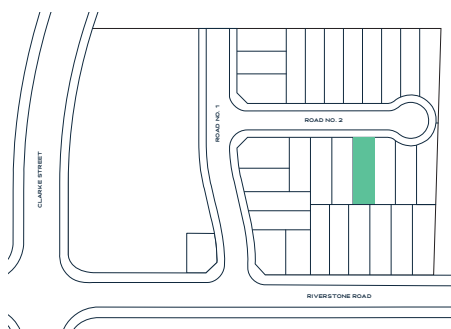 ROAD NO. 1
ROAD NO. 2
CLARKE STREET
RIVERSTONE ROAD